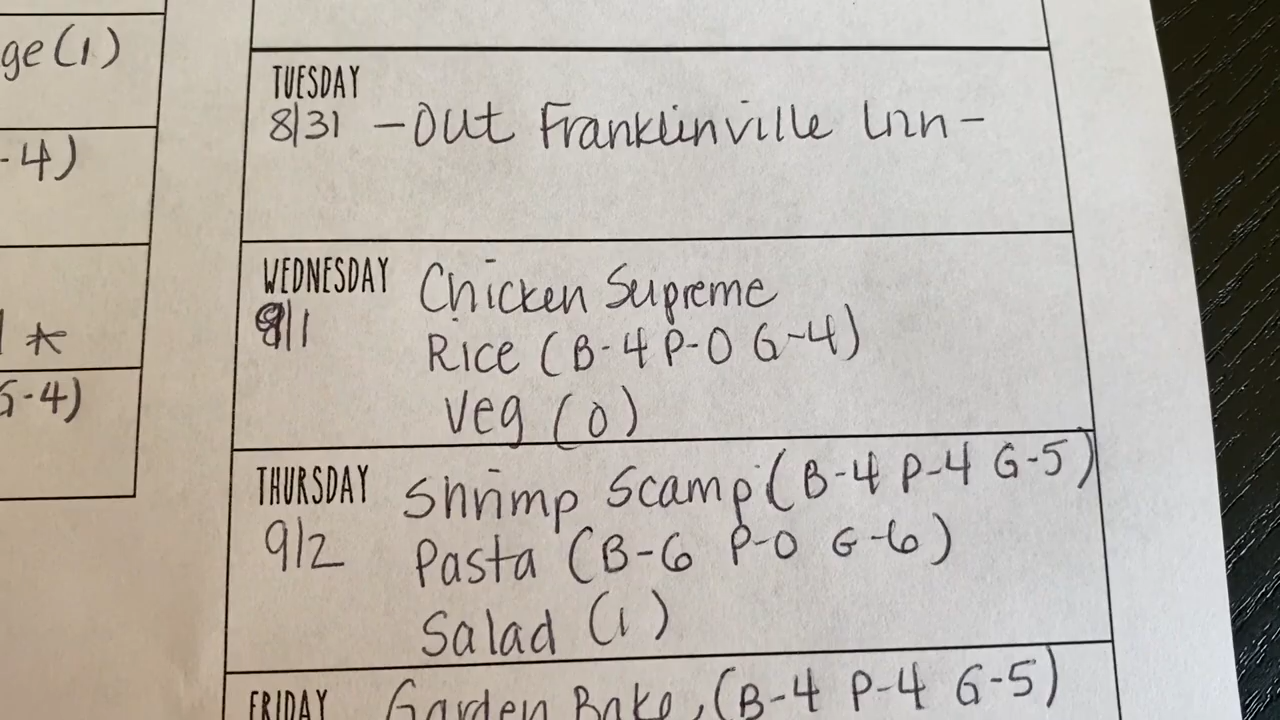 ge (1)
-4)
*
G-4)
TUESDAY
8/31 -Out Franklinville Inn-
WEDNESDAY Chicken Supreme
9/1 Rice (B-4 P-0 G-4)
Veg (0)
THURSDAY Shrimp Scampi (B-4 P-4 G-5)
9/2 Pasta (B-6 P-0 G-6)
Salad (1)
FRIDAY Garden Bake (B-4 P-4 G-5)